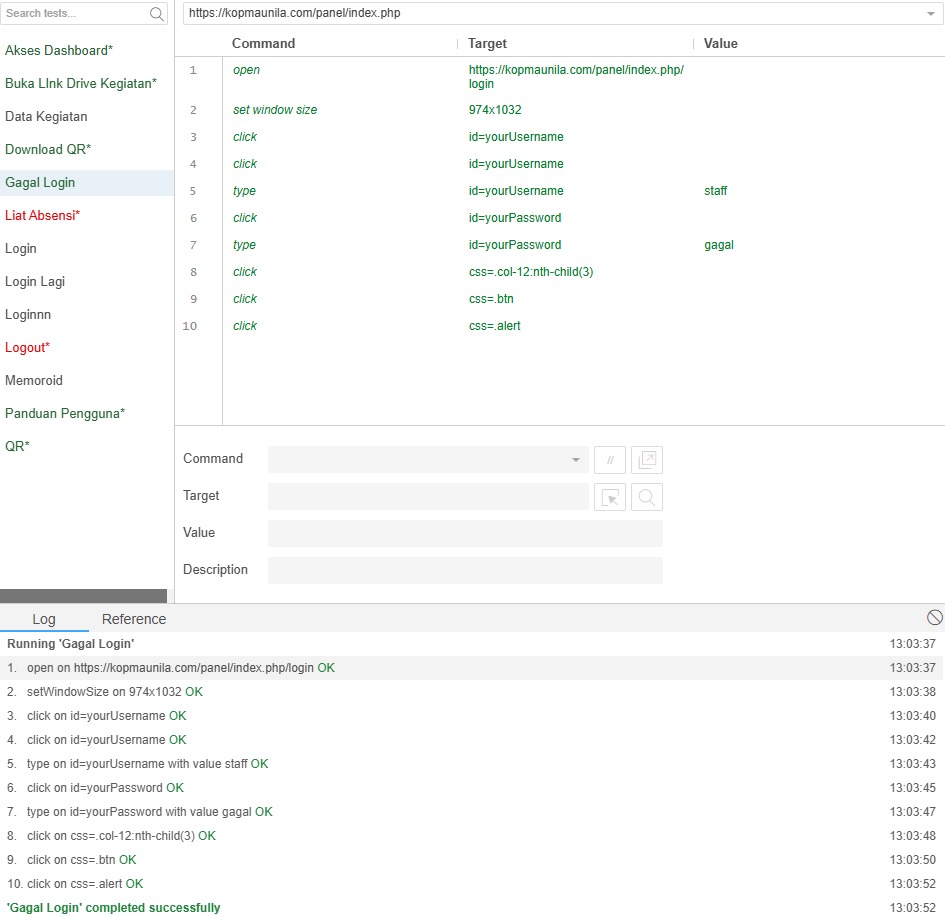 Search tests...
https://kopmaunila.com/panel/index.php
Akses Dashboard*
Buka LInk Drive Kegiatan*
Data Kegiatan
Download QR*
Gagal Login
Liat Absensi*
Login
Login Lagi
Loginnn
Logout*
Memoroid
Panduan Pengguna*
QR*
Command Target Value
1 open https://kopmaunila.com/panel/index.php/
login
2 set window size 974x1032
3 click id=yourUsername
4 click id=yourUsername
5 type id=yourUsername staff
6 click id=yourPassword
7 type id=yourPassword gagal
8 click css=.col-12:nth-child(3)
9 click css=.btn
10 click css=.alert
Command //
Target
Value
Description
Log Reference
Running 'Gagal Login' 13:03:37
1. open on https://kopmaunila.com/panel/index.php/login OK 13:03:37
2. setWindowSize on 974x1032 OK 13:03:38
3. click on id=yourUsername OK 13:03:40
4. click on id=yourUsername OK 13:03:42
5. type on id=yourUsername with value staff OK 13:03:43
6. click on id=yourPassword OK 13:03:45
7. type on id=yourPassword with value gagal OK 13:03:47
8. click on css=.col-12:nth-child(3) OK 13:03:48
9. click on css=.btn OK 13:03:50
10. click on css=.alert OK 13:03:52
'Gagal Login' completed successfully 13:03:52